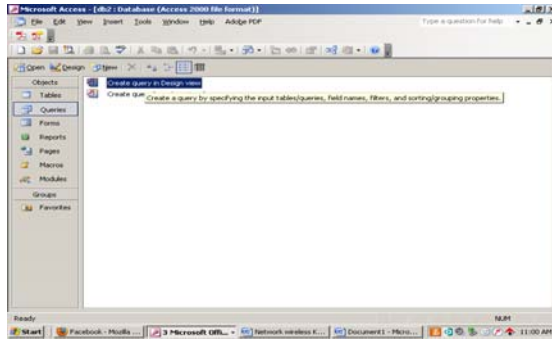 Microsoft Access - [db2 : Database (Access 2000 file format)]
File Edit View Insert Tools Window Help Adobe PDF Type a question for help
Open Design New
Objects
Tables
Queries
Forms
Reports
Pages
Macros
Modules
Groups
Favorites
Create query in Design view
Create que
Create a query by specifying the input tables/queries, field names, filters, and sorting/grouping properties.
Ready NUM
Start Facebook - Mozilla ... 3 Microsoft Offi... Network wireless K... Document1 - Micro... 11:00 AM